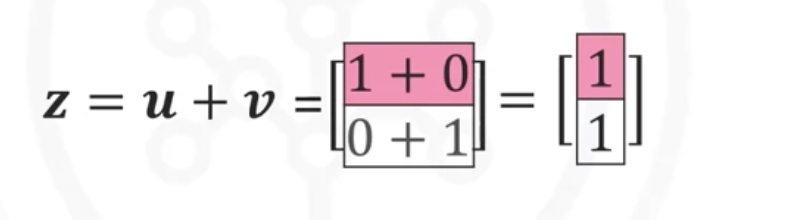 z = u + v = [1 + 0] = [1]
[0 + 1] [1]